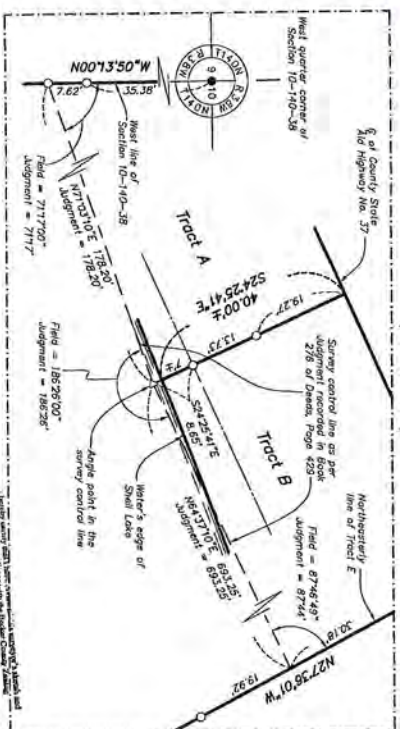 West quarter corner of
Section 10-140-38
T140N R38W
R38W T140N
9
10
N00°13'50"W
7.62'
35.38'
West line of
Section 10-140-38
Field = 71°17'00"
Judgment = 71°17'
N71°03'10"E 178.20'
Judgment = 178.20'
Tract A
℄ of County State
Aid Highway No. 37
40.00'±
S24°25'41"E
19.27'
13.73'
7'±
S24°25'41"E
8.65'
Field = 186°26'00"
Judgment = 186°26'
Angle point in the
survey control line
Water's edge of
Shell Lake
Survey control line as per
Judgment recorded in Book
276 of Deeds, Page 429
Tract B
N64°37'10"E 693.25'
Judgment = 693.25'
Northeasterly
line of Tract E
Field = 87°46'49"
Judgment = 87°44'
30.18'
N27°36'01"W
19.92'